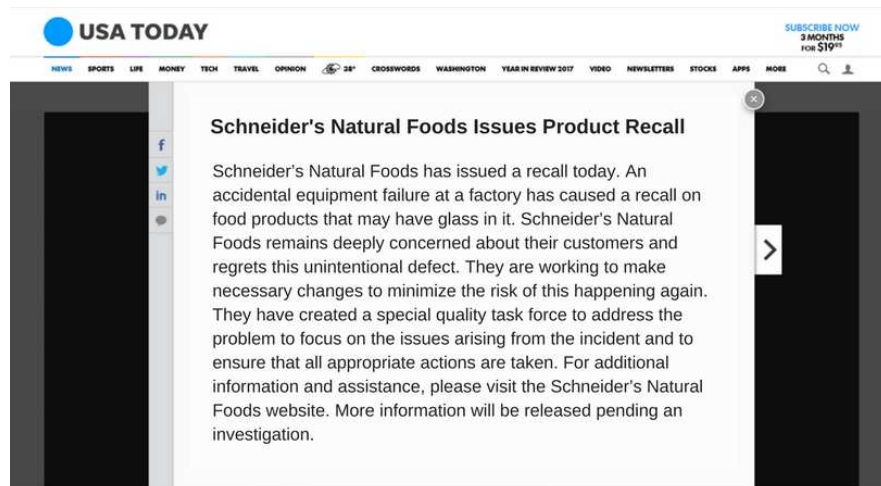 USA TODAY
SUBSCRIBE NOW
3 MONTHS
FOR $19⁹⁵
NEWS SPORTS LIFE MONEY TECH TRAVEL OPINION 38° CROSSWORDS WASHINGTON YEAR IN REVIEW 2017 VIDEO NEWSLETTERS STOCKS APPS MORE
Schneider's Natural Foods Issues Product Recall
f
in
Schneider's Natural Foods has issued a recall today. An
accidental equipment failure at a factory has caused a recall on
food products that may have glass in it. Schneider's Natural
Foods remains deeply concerned about their customers and
regrets this unintentional defect. They are working to make
necessary changes to minimize the risk of this happening again.
They have created a special quality task force to address the
problem to focus on the issues arising from the incident and to
ensure that all appropriate actions are taken. For additional
information and assistance, please visit the Schneider's Natural
Foods website. More information will be released pending an
investigation.